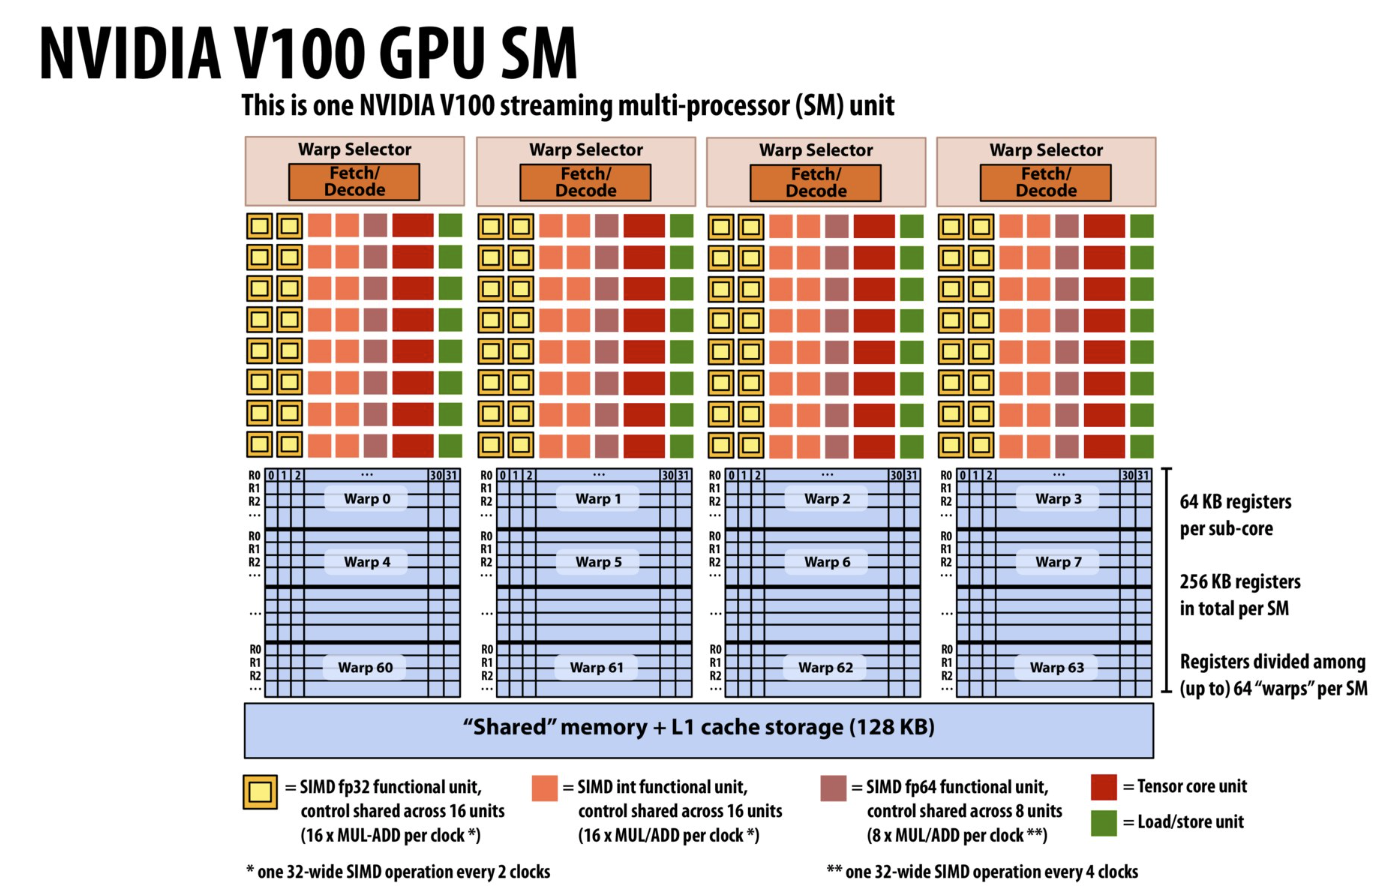 NVIDIA V100 GPU SM
This is one NVIDIA V100 streaming multi-processor (SM) unit
Warp Selector
Fetch/
Decode
Warp Selector
Fetch/
Decode
Warp Selector
Fetch/
Decode
Warp Selector
Fetch/
Decode
R0 0 1 2 ... 30 31
R1
R2
...
Warp 0
R0 0 1 2 ... 30 31
R1
R2
...
Warp 1
R0 0 1 2 ... 30 31
R1
R2
...
Warp 2
R0 0 1 2 ... 30 31
R1
R2
...
Warp 3
R0
R1
R2
...
Warp 4
R0
R1
R2
...
Warp 5
R0
R1
R2
...
Warp 6
R0
R1
R2
...
Warp 7
...
...
...
...
R0
R1
R2
...
Warp 60
R0
R1
R2
...
Warp 61
R0
R1
R2
...
Warp 62
R0
R1
R2
...
Warp 63
64 KB registers
per sub-core
256 KB registers
in total per SM
Registers divided among
(up to) 64 “warps” per SM
“Shared” memory + L1 cache storage (128 KB)
= SIMD fp32 functional unit,
control shared across 16 units
(16 x MUL-ADD per clock *)
= SIMD int functional unit,
control shared across 16 units
(16 x MUL/ADD per clock *)
= SIMD fp64 functional unit,
control shared across 8 units
(8 x MUL/ADD per clock **)
= Tensor core unit
= Load/store unit
* one 32-wide SIMD operation every 2 clocks
** one 32-wide SIMD operation every 4 clocks